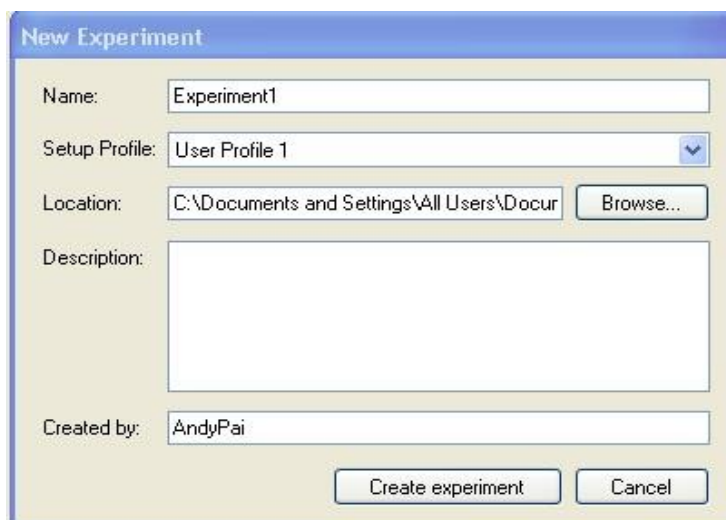 New Experiment
Name: Experiment1
Setup Profile: User Profile 1
Location: C:\Documents and Settings\All Users\Docur Browse...
Description:
Created by: AndyPai
Create experiment Cancel